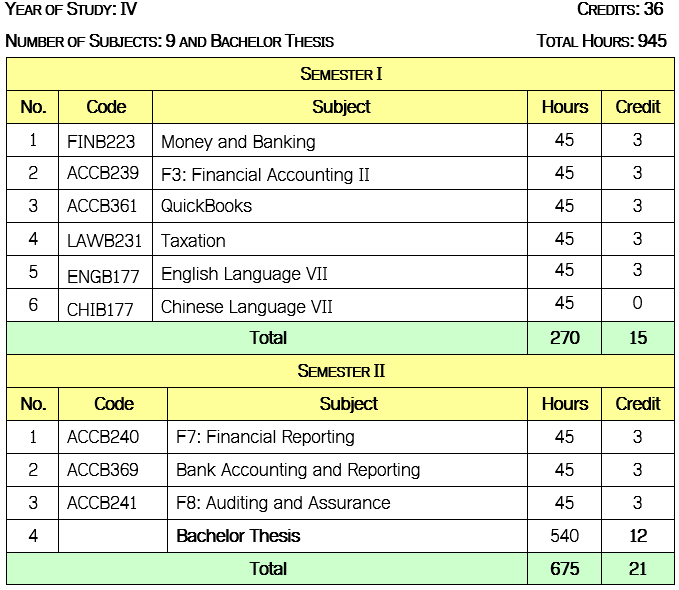 YEAR OF STUDY: IV CREDITS: 36
NUMBER OF SUBJECTS: 9 AND BACHELOR THESIS TOTAL HOURS: 945
SEMESTER I
No. Code Subject Hours Credit
1 FINB223 Money and Banking 45 3
2 ACCB239 F3: Financial Accounting II 45 3
3 ACCB361 QuickBooks 45 3
4 LAWB231 Taxation 45 3
5 ENGB177 English Language VII 45 3
6 CHIB177 Chinese Language VII 45 0
Total 270 15
SEMESTER II
No. Code Subject Hours Credit
1 ACCB240 F7: Financial Reporting 45 3
2 ACCB369 Bank Accounting and Reporting 45 3
3 ACCB241 F8: Auditing and Assurance 45 3
4 Bachelor Thesis 540 12
Total 675 21